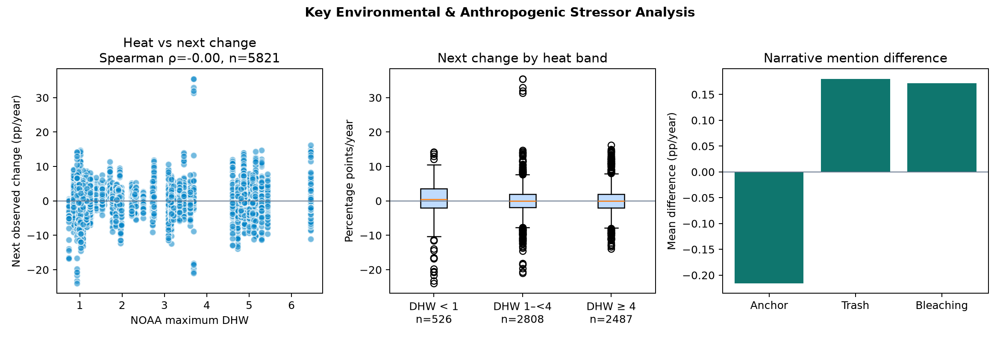 Key Environmental & Anthropogenic Stressor Analysis
Heat vs next change
Spearman ρ=-0.00, n=5821
Next observed change (pp/year)
30
20
10
0
−10
−20
1 2 3 4 5 6
NOAA maximum DHW
Next change by heat band
Percentage points/year
30
20
10
0
−10
−20
DHW < 1 DHW 1–<4 DHW ≥ 4
n=526 n=2808 n=2487
Narrative mention difference
Mean difference (pp/year)
0.15
0.10
0.05
0.00
−0.05
−0.10
−0.15
−0.20
Anchor Trash Bleaching